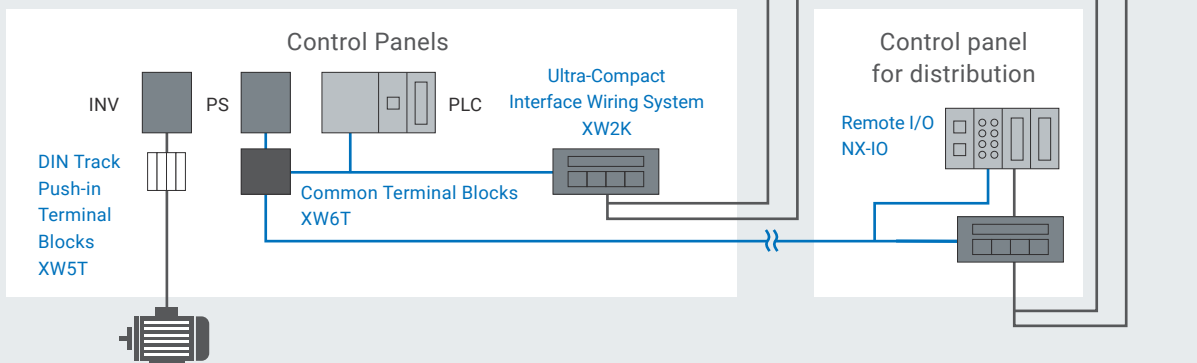 Control Panels
INV
PS
PLC
Ultra-Compact
Interface Wiring System
XW2K
DIN Track
Push-in
Terminal
Blocks
XW5T
Common Terminal Blocks
XW6T
Control panel
for distribution
Remote I/O
NX-IO